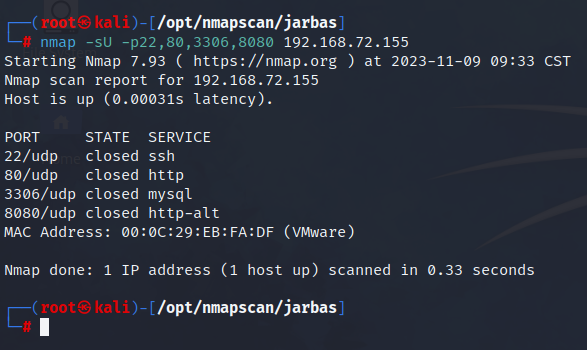 ┌──(root㉿kali)-[/opt/nmapscan/jarbas]
└─# nmap -sU -p22,80,3306,8080 192.168.72.155
Starting Nmap 7.93 ( https://nmap.org ) at 2023-11-09 09:33 CST
Nmap scan report for 192.168.72.155
Host is up (0.00031s latency).

PORT     STATE  SERVICE
22/udp   closed ssh
80/udp   closed http
3306/udp closed mysql
8080/udp closed http-alt
MAC Address: 00:0C:29:EB:FA:DF (VMware)

Nmap done: 1 IP address (1 host up) scanned in 0.33 seconds

┌──(root㉿kali)-[/opt/nmapscan/jarbas]
└─#